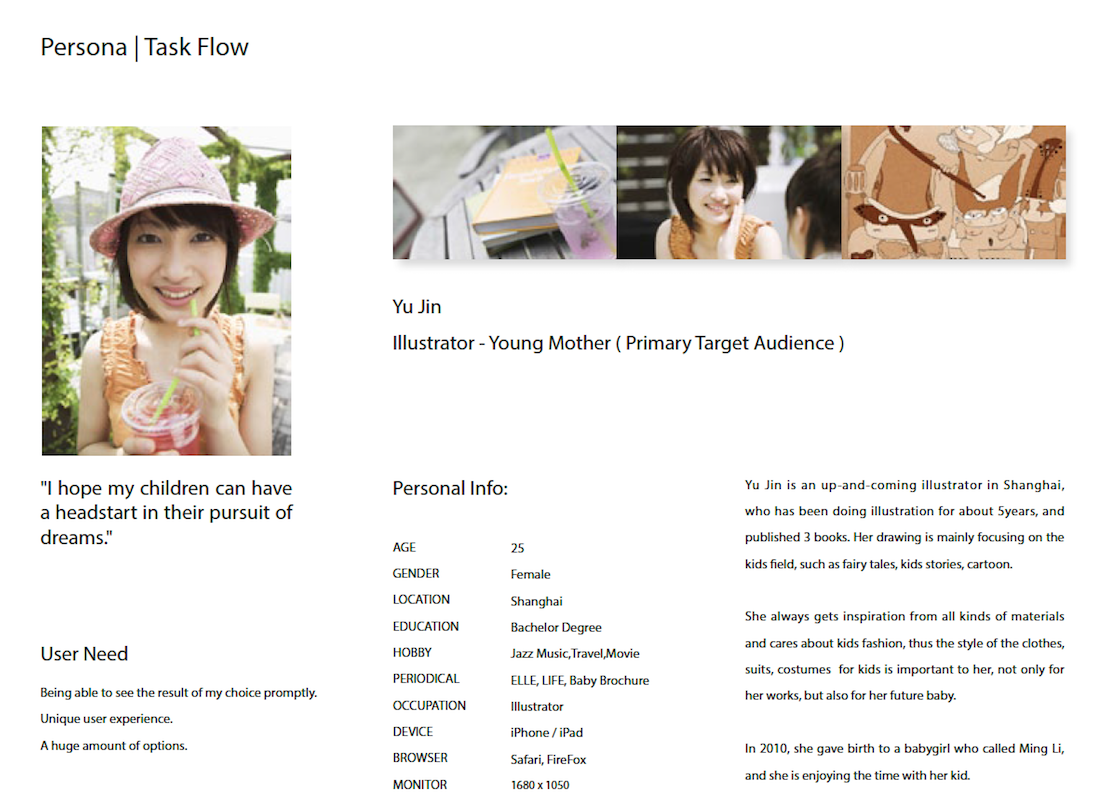 Persona | Task Flow
Yu Jin
Illustrator - Young Mother ( Primary Target Audience )
"I hope my children can have
a headstart in their pursuit of
dreams."
User Need
Being able to see the result of my choice promptly.
Unique user experience.
A huge amount of options.
Personal Info:
AGE 25
GENDER Female
LOCATION Shanghai
EDUCATION Bachelor Degree
HOBBY Jazz Music,Travel,Movie
PERIODICAL ELLE, LIFE, Baby Brochure
OCCUPATION Illustrator
DEVICE iPhone / iPad
BROWSER Safari, FireFox
MONITOR 1680 x 1050
Yu Jin is an up-and-coming illustrator in Shanghai,
who has been doing illustration for about 5years, and
published 3 books. Her drawing is mainly focusing on the
kids field, such as fairy tales, kids stories, cartoon.
She always gets inspiration from all kinds of materials
and cares about kids fashion, thus the style of the clothes,
suits, costumes  for kids is important to her, not only for
her works, but also for her future baby.
In 2010, she gave birth to a babygirl who called Ming Li,
and she is enjoying the time with her kid.